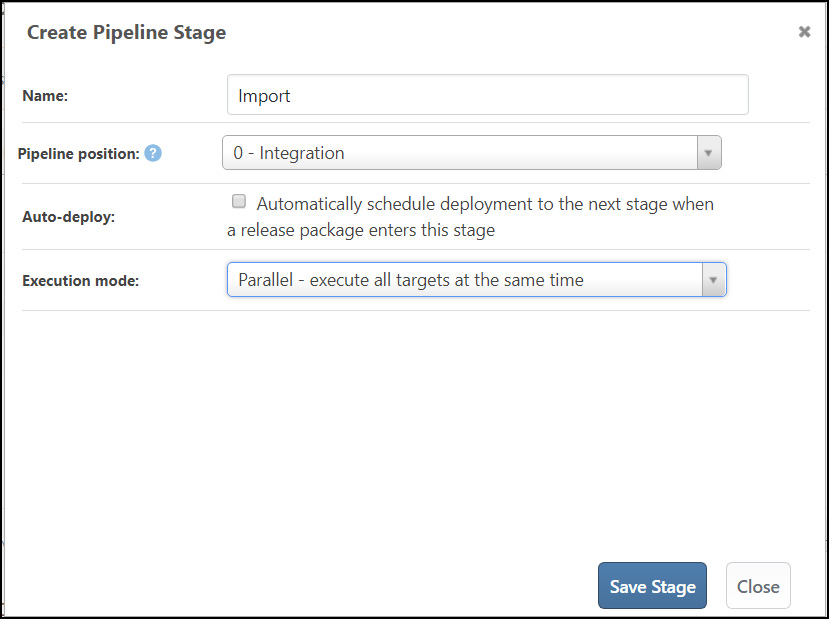 Create Pipeline Stage
Name:
Import
Pipeline position:
?
0 - Integration
Auto-deploy:
Automatically schedule deployment to the next stage when
a release package enters this stage
Execution mode:
Parallel - execute all targets at the same time
Save Stage
Close